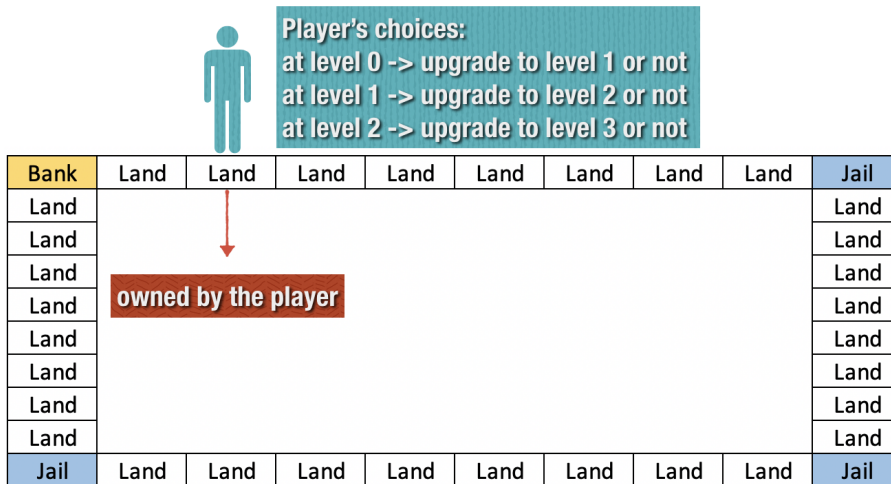 Player's choices:
at level 0 -> upgrade to level 1 or not
at level 1 -> upgrade to level 2 or not
at level 2 -> upgrade to level 3 or not
Bank Land Land Land Land Land Land Land Land Jail
Land Land
Land Land
Land Land
owned by the player
Land Land
Land Land
Land Land
Land Land
Land Land
Jail Land Land Land Land Land Land Land Land Jail